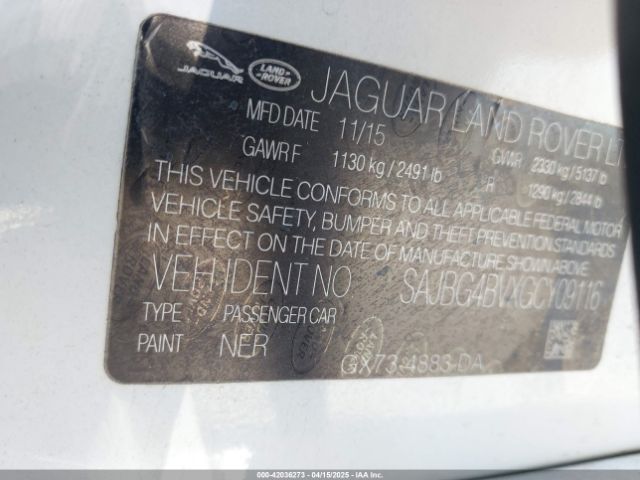 JAGUAR LAND ROVER JAGUAR LAND ROVER LT
MFD DATE 11/15 GVWR 2330 kg/5137 lb
GAWR F 1130 kg/2491 lb R 1290 kg/2844 lb
THIS VEHICLE CONFORMS TO ALL APPLICABLE FEDERAL MOTOR
VEHICLE SAFETY, BUMPER AND THEFT PREVENTION STANDARDS
IN EFFECT ON THE DATE OF MANUFACTURE SHOWN ABOVE
VEH IDENT NO SAJBG4BVXGCY09116
TYPE PASSENGER CAR
PAINT NER
GX73-4883-DA
000-42036273 - 04/15/2025 - IAA